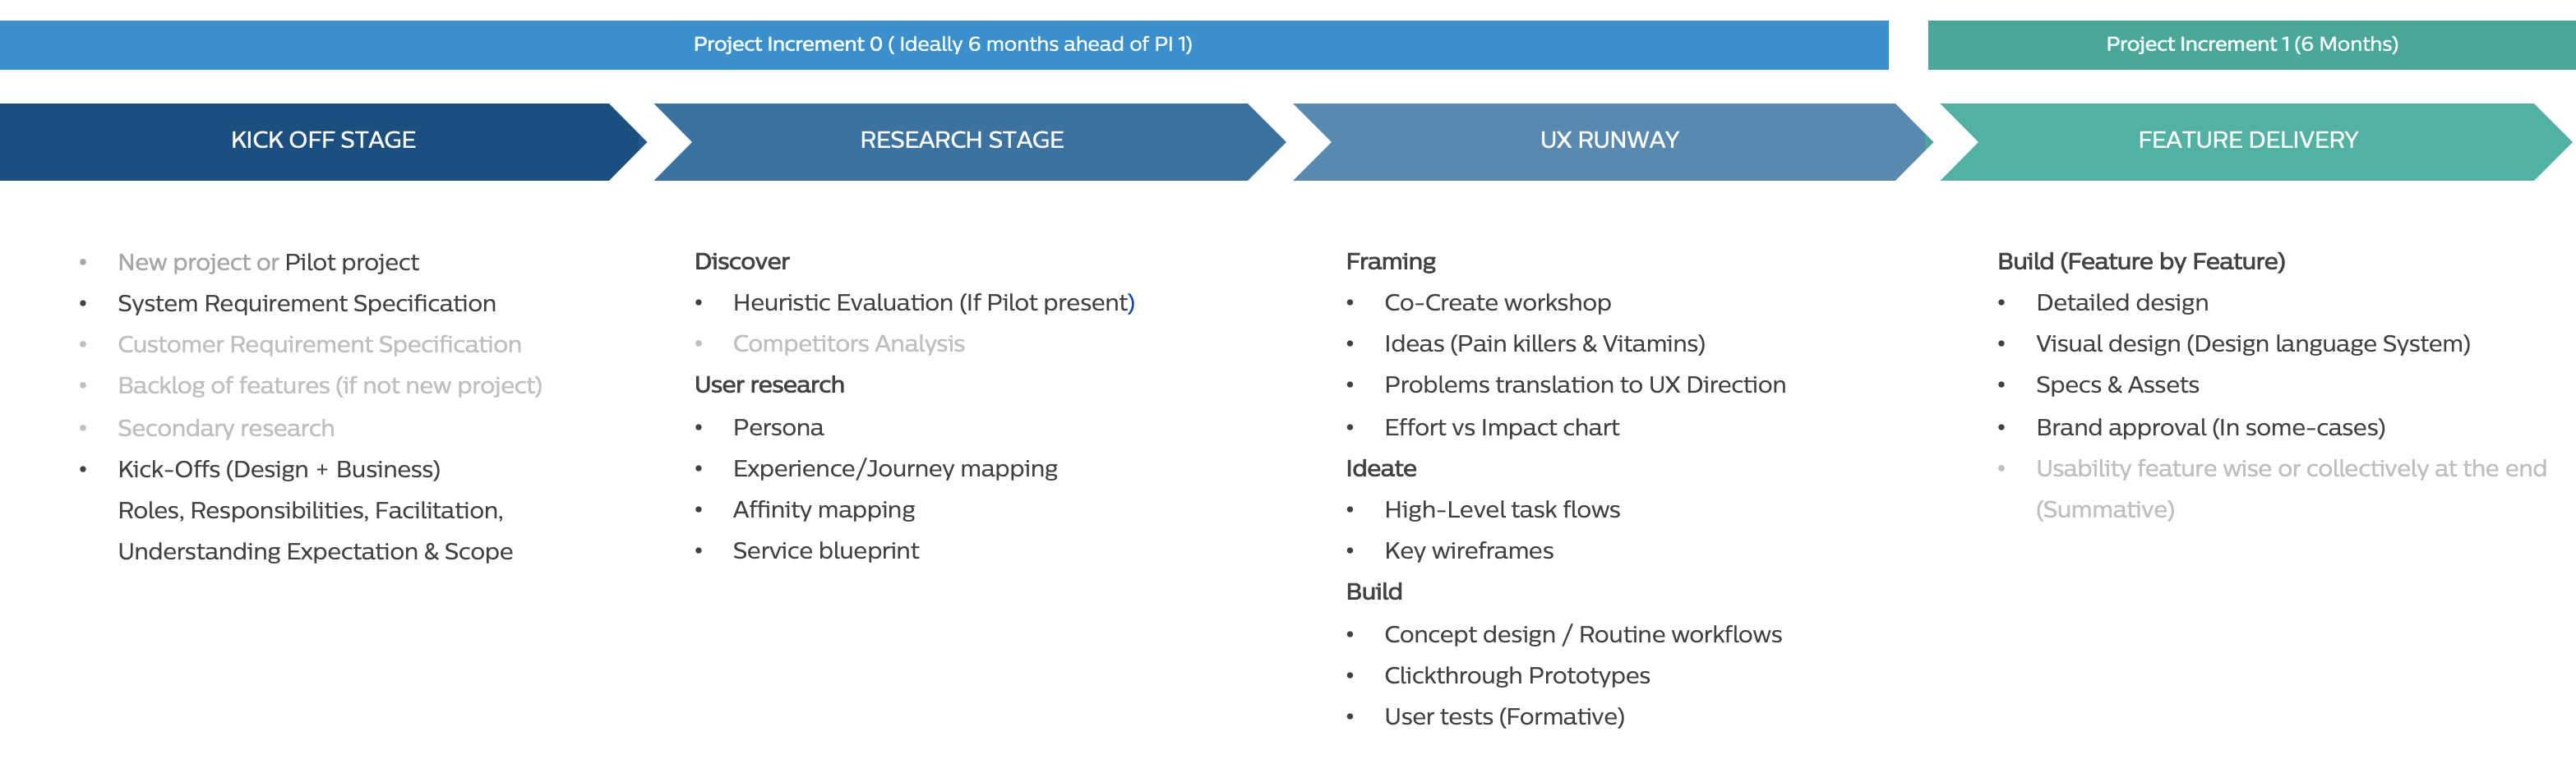 Project Increment 0 ( Ideally 6 months ahead of PI 1)
Project Increment 1 (6 Months)
KICK OFF STAGE
RESEARCH STAGE
UX RUNWAY
FEATURE DELIVERY
• New project or Pilot project
• System Requirement Specification
• Customer Requirement Specification
• Backlog of features (if not new project)
• Secondary research
• Kick-Offs (Design + Business)
Roles, Responsibilities, Facilitation,
Understanding Expectation & Scope
Discover
• Heuristic Evaluation (If Pilot present)
• Competitors Analysis
User research
• Persona
• Experience/Journey mapping
• Affinity mapping
• Service blueprint
Framing
• Co-Create workshop
• Ideas (Pain killers & Vitamins)
• Problems translation to UX Direction
• Effort vs Impact chart
Ideate
• High-Level task flows
• Key wireframes
Build
• Concept design / Routine workflows
• Clickthrough Prototypes
• User tests (Formative)
Build (Feature by Feature)
• Detailed design
• Visual design (Design language System)
• Specs & Assets
• Brand approval (In some-cases)
• Usability feature wise or collectively at the end
(Summative)